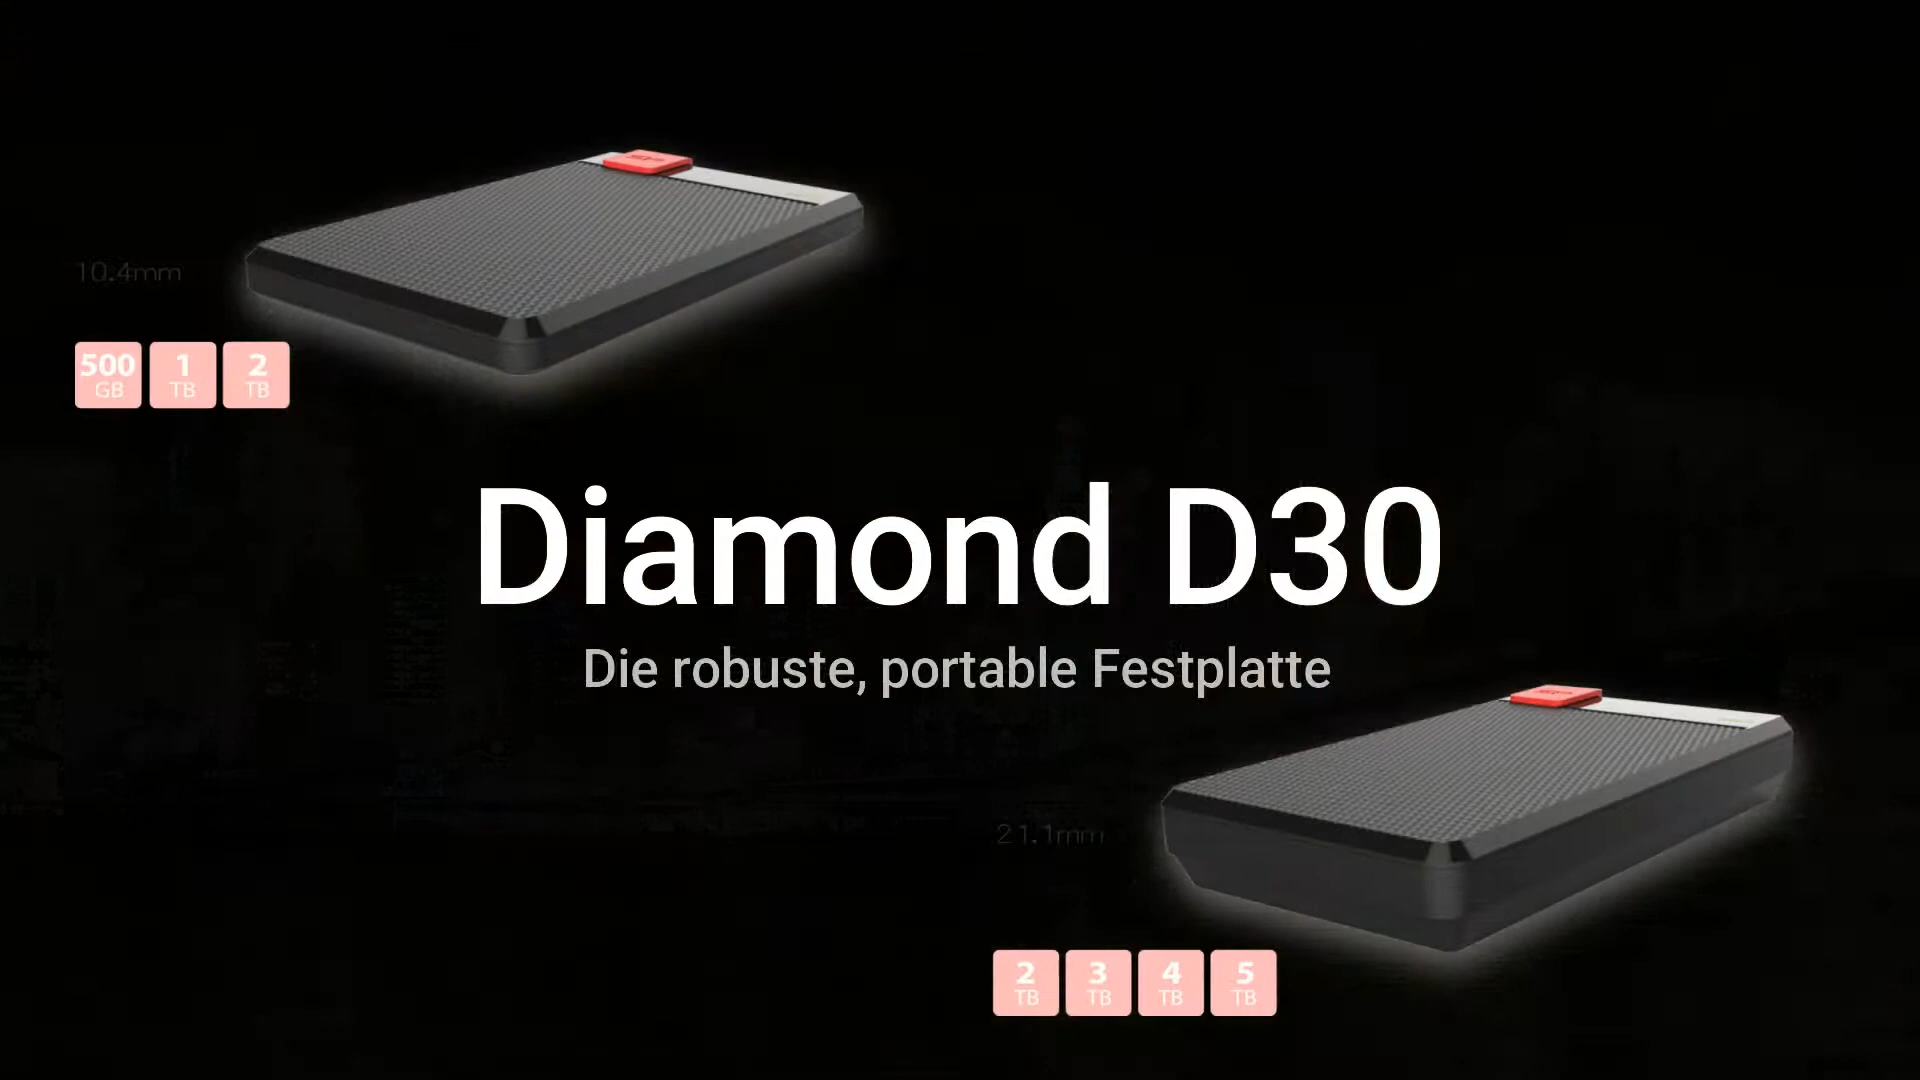 10.4mm
500 GB
1 TB
2 TB
Diamond D30
Die robuste, portable Festplatte
21.1mm
2 TB
3 TB
4 TB
5 TB